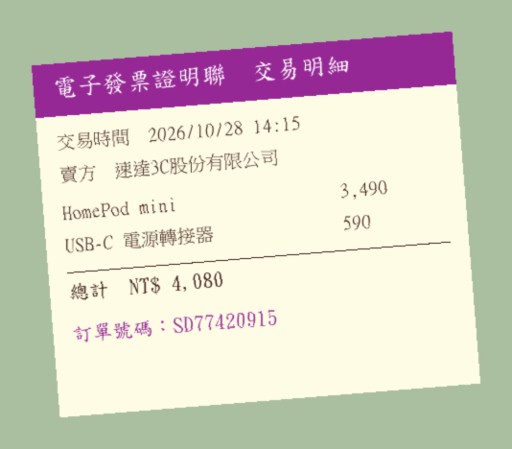 電子發票證明聯　交易明細
交易時間　2026/10/28 14:15
賣方　速達3C股份有限公司
HomePod mini　3,490
USB-C 電源轉接器　590
總計　NT$ 4,080
訂單號碼：SD77420915